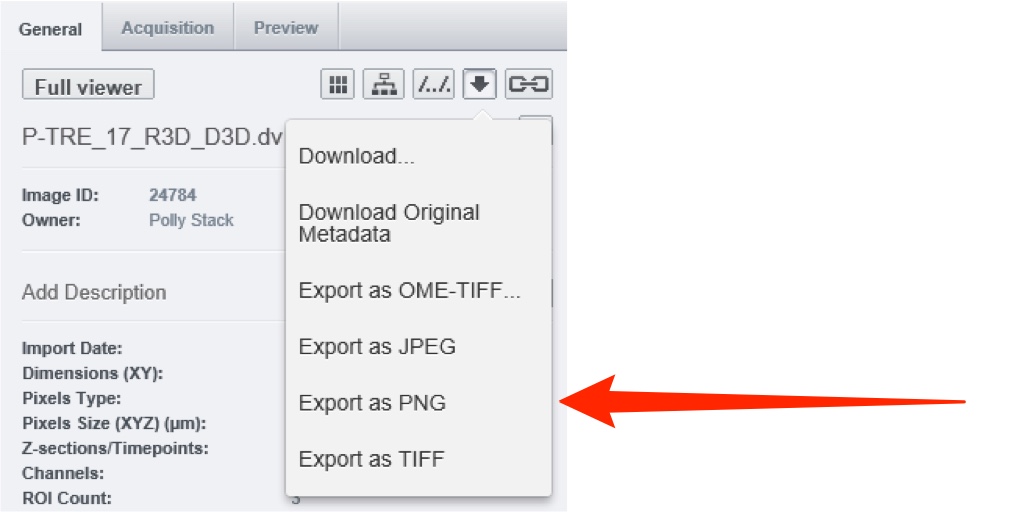 General
Acquisition
Preview
Full viewer
/.../.
P-TRE_17_R3D_D3D.dv
Download...
Image ID: 24784
Owner: Polly Stack
Download Original
Metadata
Add Description
Export as OME-TIFF...
Import Date:
Export as JPEG
Dimensions (XY):
Pixels Type:
Export as PNG
Pixels Size (XYZ) (µm):
Z-sections/Timepoints:
Export as TIFF
Channels:
ROI Count: 3